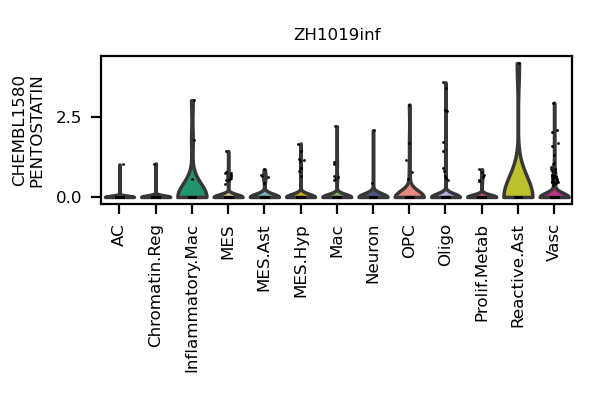 ZH1019inf
CHEMBL1580
PENTOSTATIN
2.5
0.0
AC
Chromatin.Reg
Inflammatory.Mac
MES
MES.Ast
MES.Hyp
Mac
Neuron
OPC
Oligo
Prolif.Metab
Reactive.Ast
Vasc